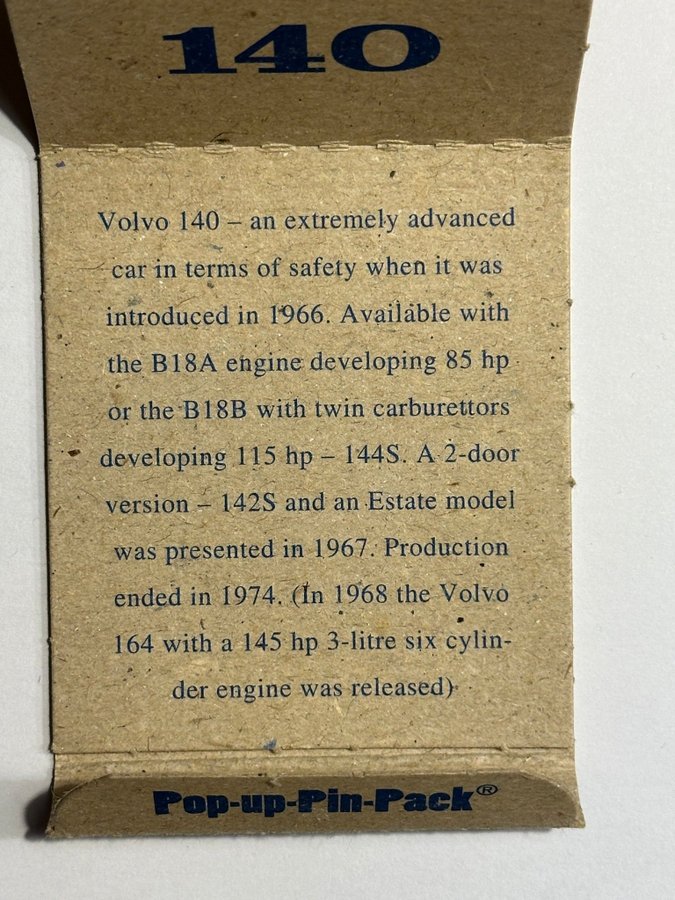 140
Volvo 140 – an extremely advanced
car in terms of safety when it was
introduced in 1966. Available with
the B18A engine developing 85 hp
or the B18B with twin carburettors
developing 115 hp – 144S. A 2-door
version – 142S and an Estate model
was presented in 1967. Production
ended in 1974. (In 1968 the Volvo
164 with a 145 hp 3-litre six cylin-
der engine was released)
Pop-up-Pin-Pack®